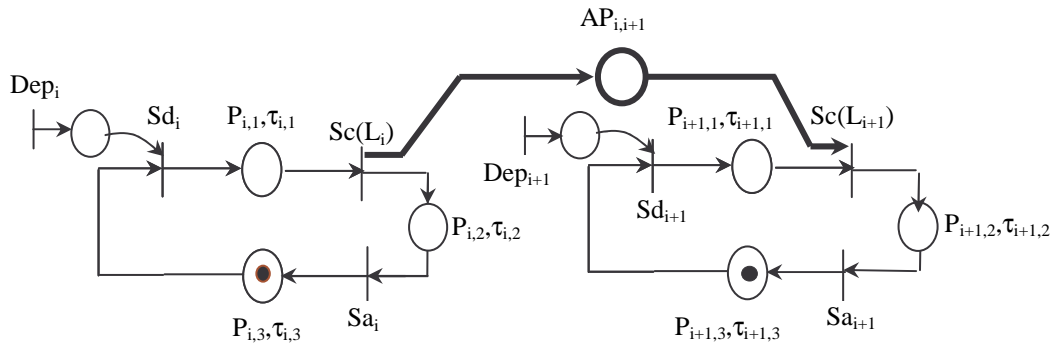 AP_{i,i+1}
Dep_i
Sd_i
P_{i,1},τ_{i,1}
Sc(L_i)
P_{i+1,1},τ_{i+1,1}
Sc(L_{i+1})
Dep_{i+1}
Sd_{i+1}
P_{i,2},τ_{i,2}
P_{i+1,2},τ_{i+1,2}
P_{i,3},τ_{i,3}
Sa_i
P_{i+1,3},τ_{i+1,3}
Sa_{i+1}